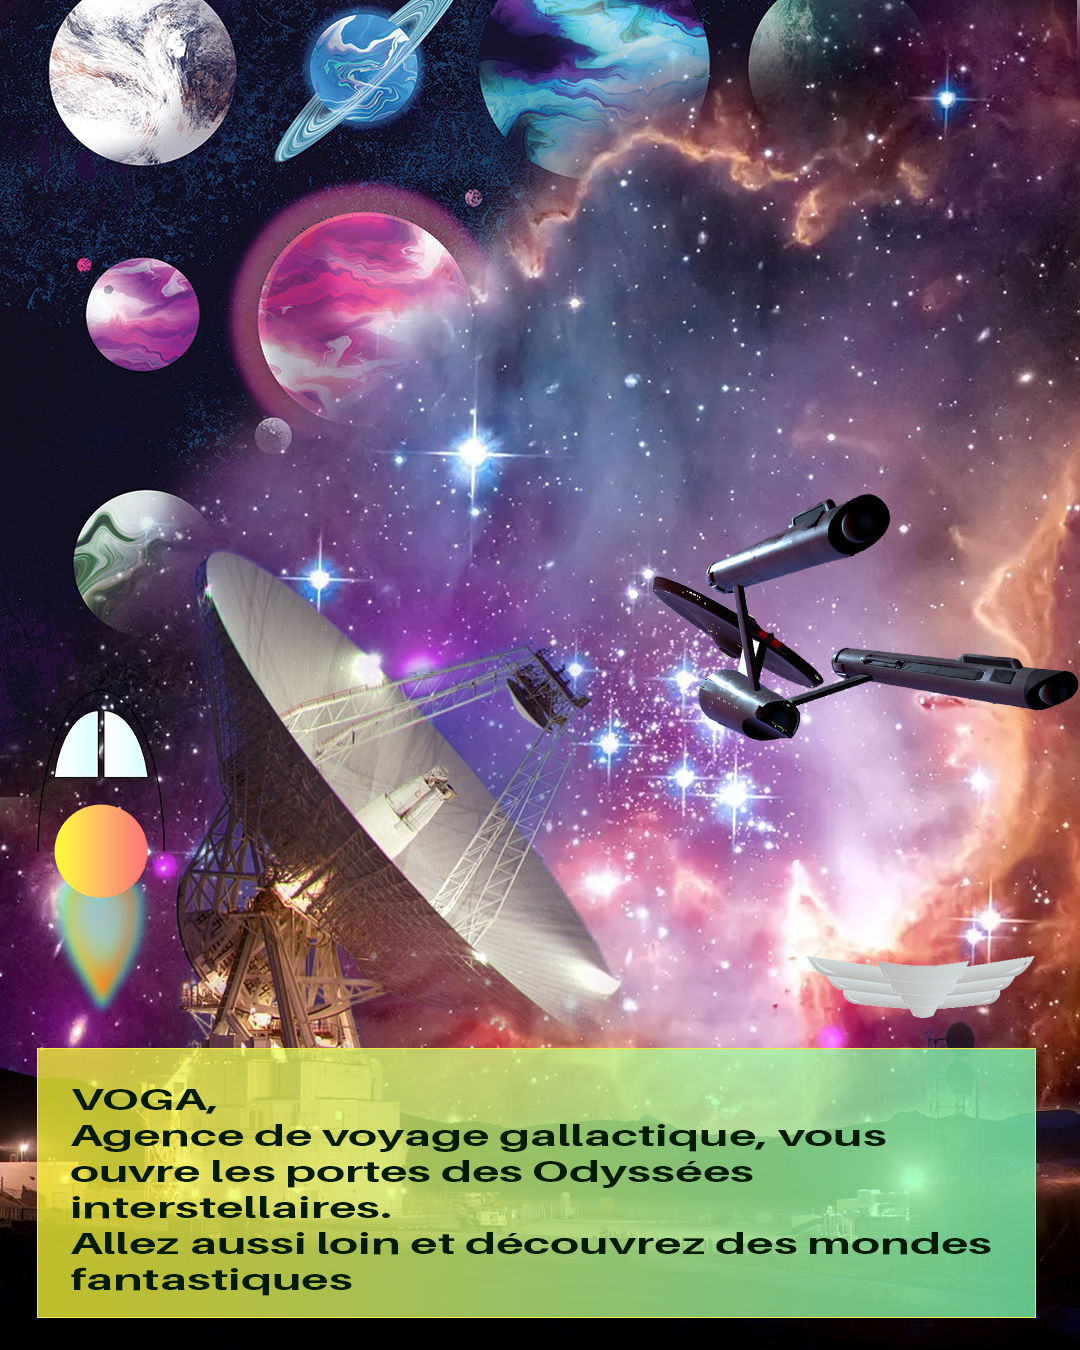 VOGA,
Agence de voyage gallactique, vous
ouvre les portes des Odyssées
interstellaires.
Allez aussi loin et découvrez des mondes
fantastiques